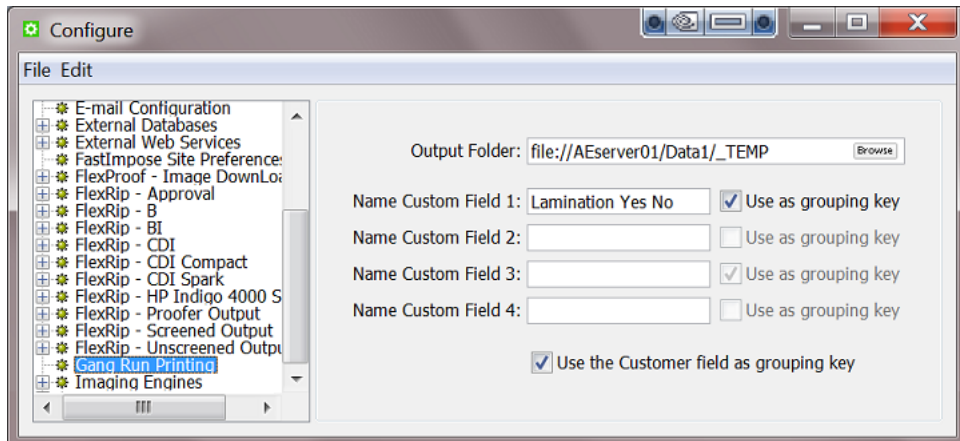 Configure
File Edit
E-mail Configuration
External Databases
External Web Services
FastImpose Site Preferences
FlexProof - Image DownLoa
FlexRip - Approval
FlexRip - B
FlexRip - BI
FlexRip - CDI
FlexRip - CDI Compact
FlexRip - CDI Spark
FlexRip - HP Indigo 4000 S
FlexRip - Proofer Output
FlexRip - Screened Output
FlexRip - Unscreened Outpu
Gang Run Printing
Imaging Engines
Output Folder: file://AEserver01/Data1/_TEMP Browse
Name Custom Field 1: Lamination Yes No Use as grouping key
Name Custom Field 2: Use as grouping key
Name Custom Field 3: Use as grouping key
Name Custom Field 4: Use as grouping key
Use the Customer field as grouping key